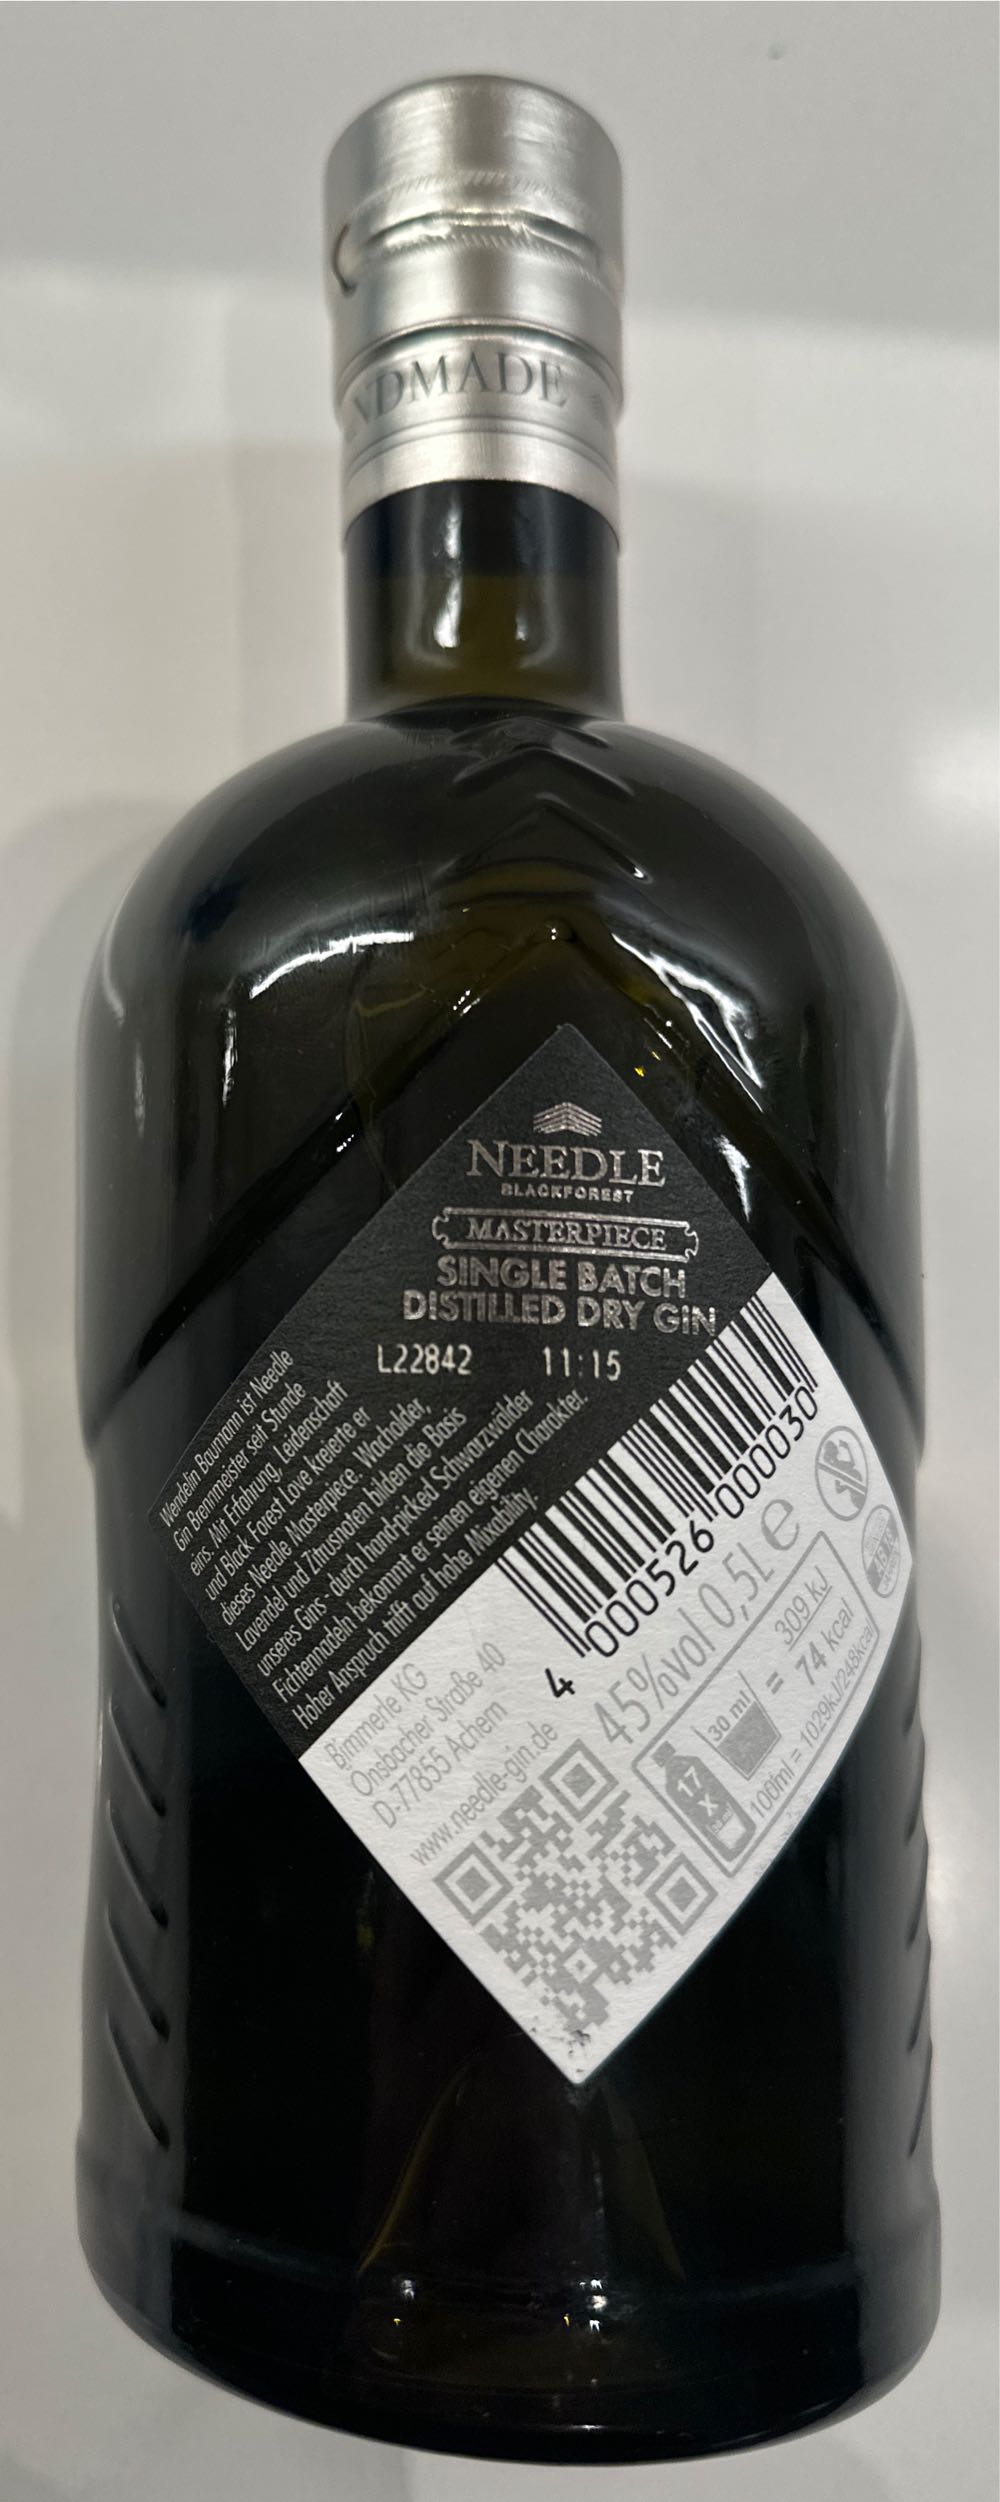 NDMADE
NEEDLE
BLACKFOREST
MASTERPIECE
SINGLE BATCH
DISTILLED DRY GIN
L22842 11:15
Wendelin Baumann ist Needle
Gin Brennmeister seit Stunde
eins. Mit Erfahrung, Leidenschaft
und Black Forest Love kreierte er
dieses Needle Masterpiece. Wacholder,
Lavendel und Zitrusnoten bilden die Basis
unseres Gins - durch hand-picked Schwarzwälder
Fichtennadeln bekommt er seinen eigenen Charakter.
Hoher Anspruch trifft auf hohe Mixability.
Bimmerle KG
Onsbacher Straße 40
D-77855 Achern
www.needle-gin.de
4 000526 000030
45%vol 0,5L e
17
X
30 ml = 309 kJ
74 kcal
100ml = 1029kJ/248kcal